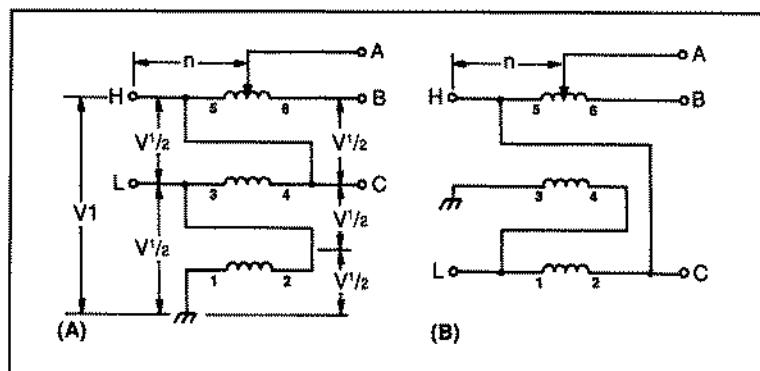 n A n A
H 5 6 B H 5 6 B
V1/2 V1/2
L 3 4 C 3 4
V1 V1/2 V1/2
1 2 V1/2 L 1 2 C
(A) (B)